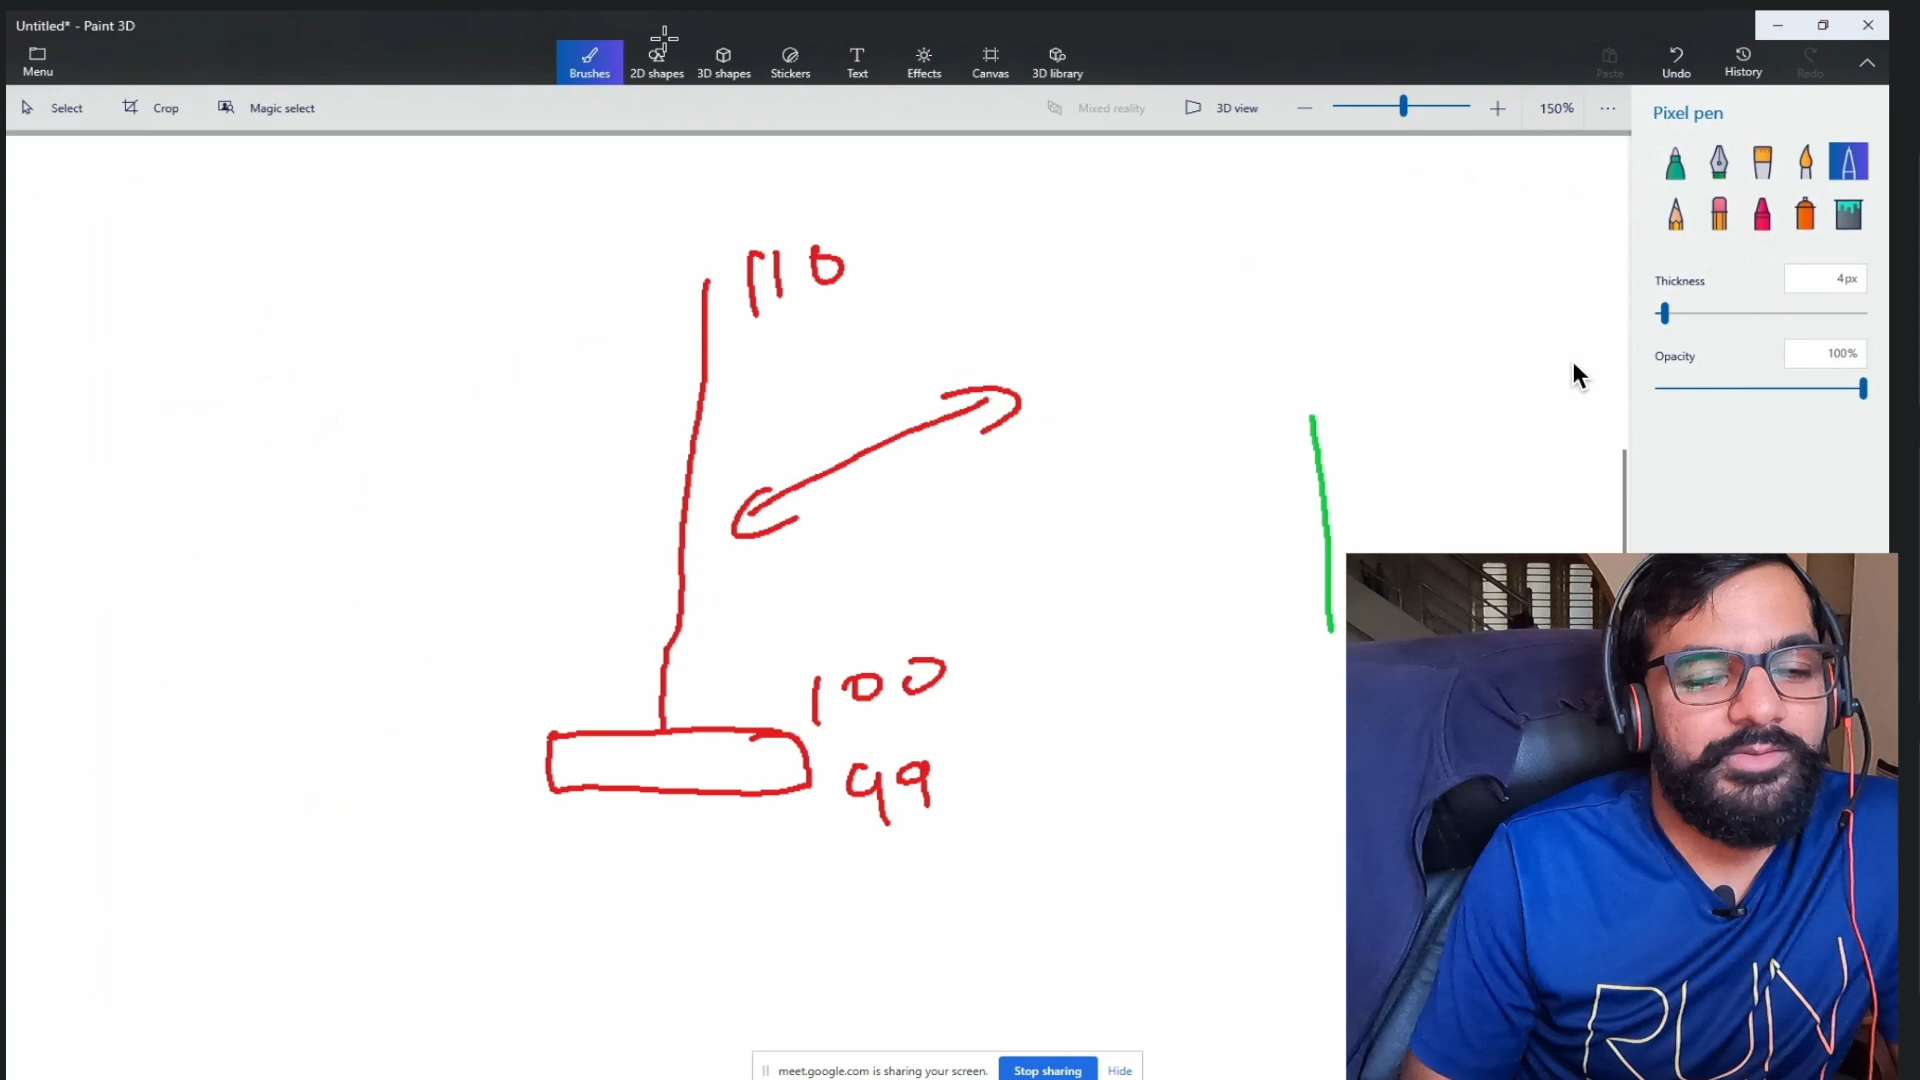 Untitled* - Paint 3D
Menu
Brushes
2D shapes
3D shapes
Stickers
Text
Effects
Canvas
3D library
Paste
Undo
History
Redo
Select
Crop
Magic select
Mixed reality
3D view
150%
Pixel pen
Thickness
4px
Opacity
100%
110
100
99
RUN
meet.google.com is sharing your screen.
Stop sharing
Hide